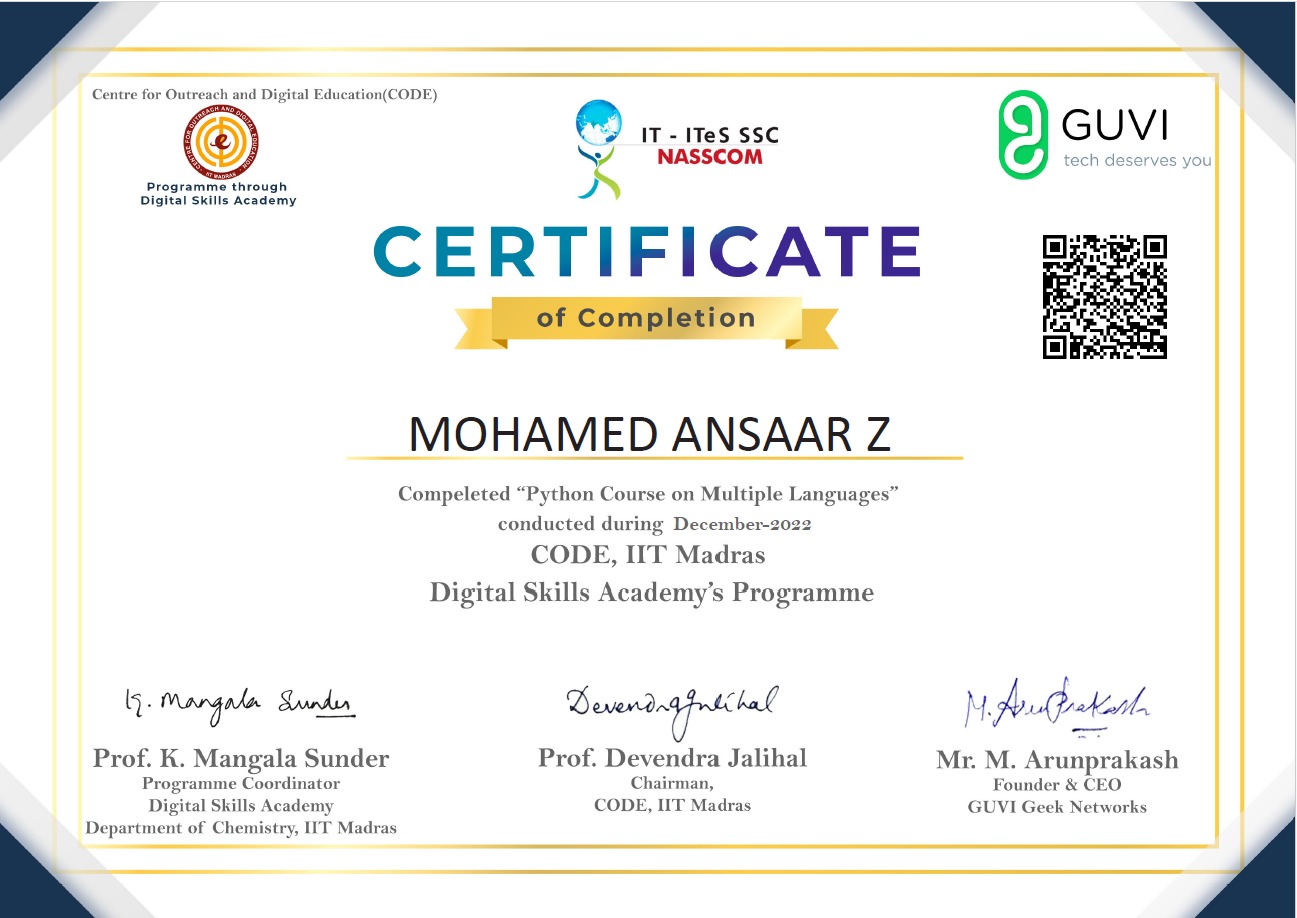 Centre for Outreach and Digital Education(CODE)
CENTRE FOR OUTREACH AND DIGITAL EDUCATION
IIT MADRAS
e
Programme through
Digital Skills Academy
IT - ITeS SSC
NASSCOM
GUVI
tech deserves you
CERTIFICATE
of Completion
MOHAMED ANSAAR Z
Compeleted “Python Course on Multiple Languages”
conducted during December-2022
CODE, IIT Madras
Digital Skills Academy’s Programme
K. Mangala Sunder
Devendra Jalihal
M. ArunPrakash
Prof. K. Mangala Sunder
Programme Coordinator
Digital Skills Academy
Department of Chemistry, IIT Madras
Prof. Devendra Jalihal
Chairman,
CODE, IIT Madras
Mr. M. Arunprakash
Founder & CEO
GUVI Geek Networks